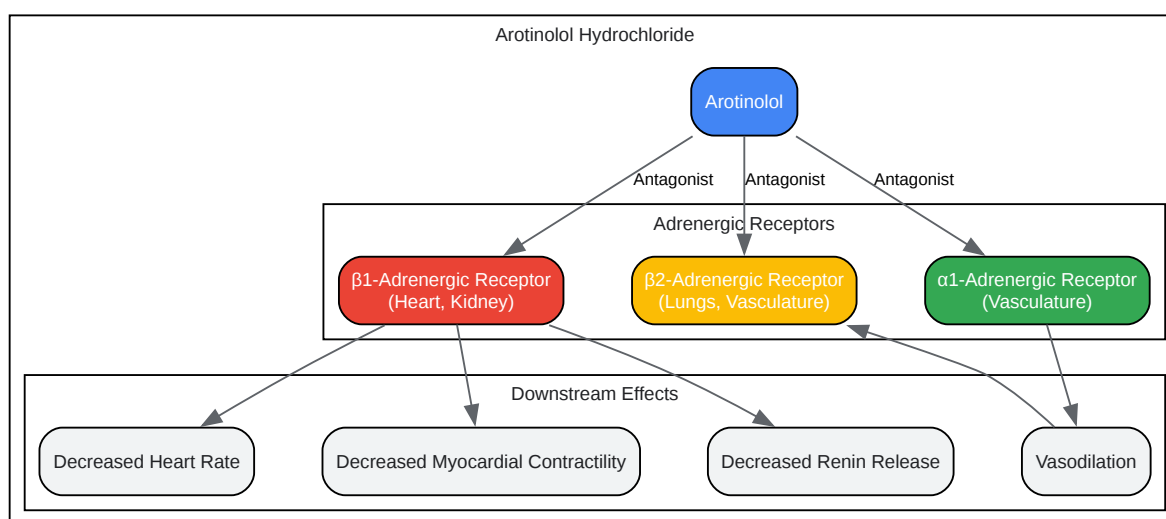 Arotinolol Hydrochloride
Arotinolol
Antagonist
Antagonist
Antagonist
Adrenergic Receptors
β1-Adrenergic Receptor
(Heart, Kidney)
β2-Adrenergic Receptor
(Lungs, Vasculature)
α1-Adrenergic Receptor
(Vasculature)
Downstream Effects
Decreased Heart Rate
Decreased Myocardial Contractility
Decreased Renin Release
Vasodilation